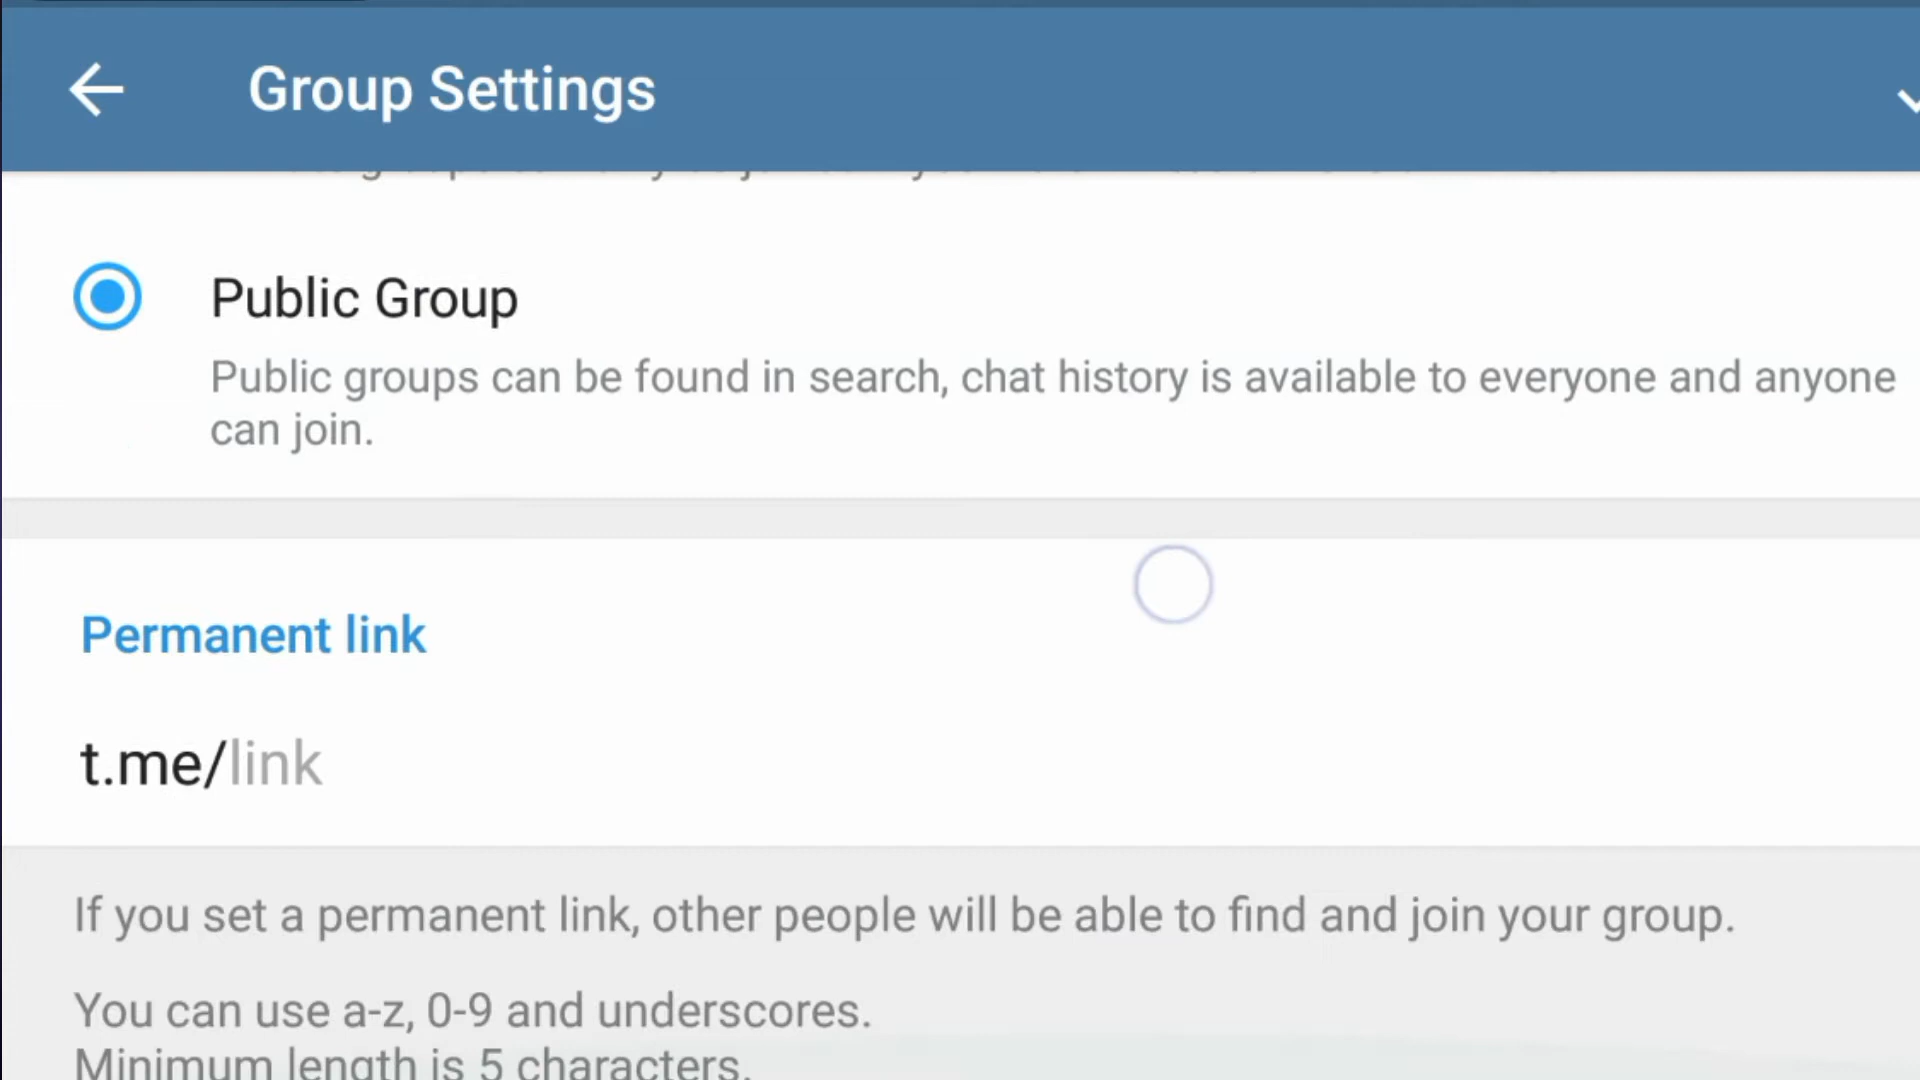 Group Settings
Public Group
Public groups can be found in search, chat history is available to everyone and anyone
can join.
Permanent link
t.me/link
If you set a permanent link, other people will be able to find and join your group.
You can use a-z, 0-9 and underscores.
Minimum length is 5 characters.